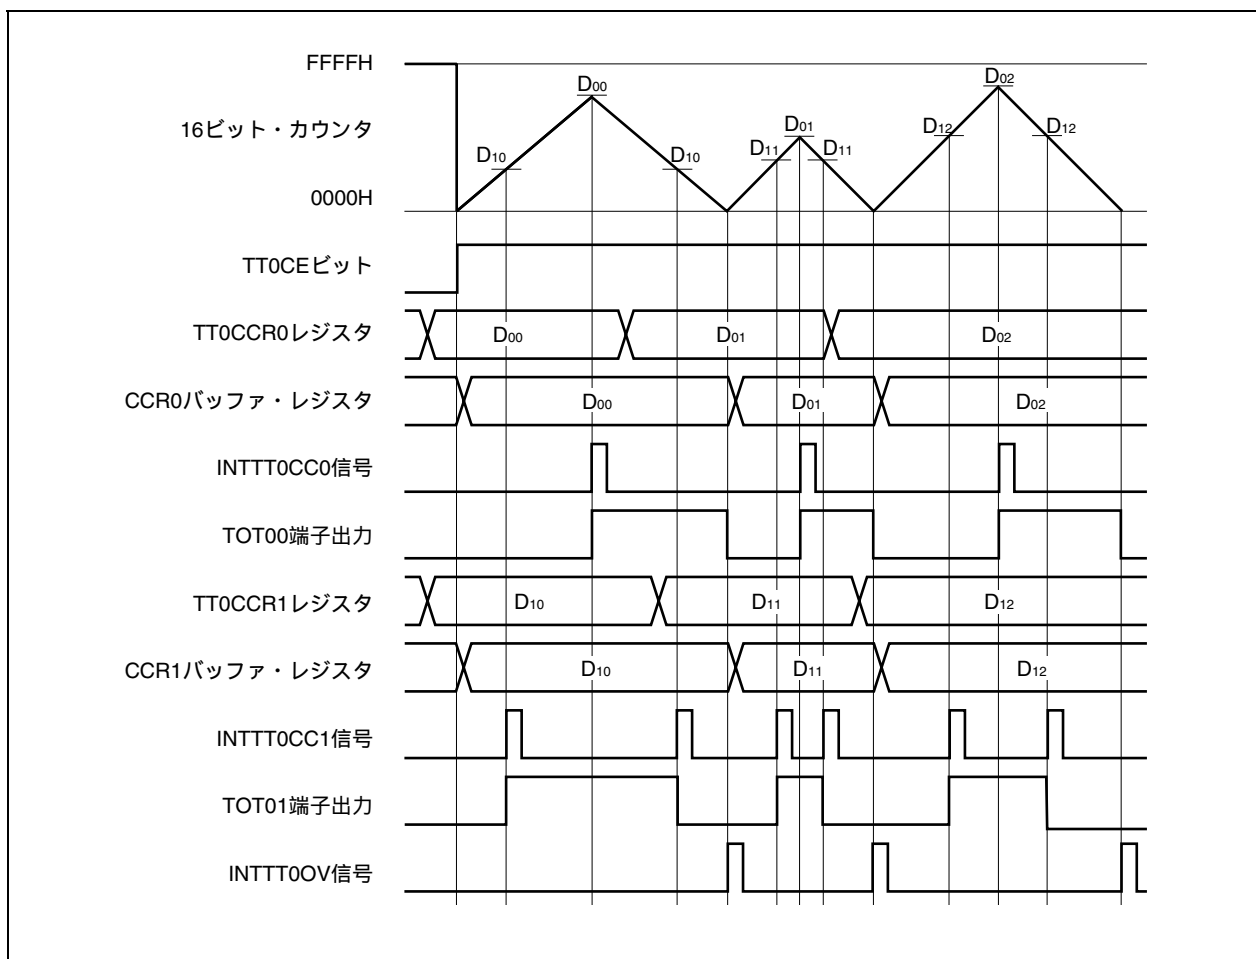 FFFFH
D00
D02
16ビット・カウンタ
D01
D12
D12
D10
D10
D11
D11
0000H
TT0CEビット
TT0CCR0レジスタ
D00
D01
D02
CCR0バッファ・レジスタ
D00
D01
D02
INTTT0CC0信号
TOT00端子出力
TT0CCR1レジスタ
D10
D11
D12
CCR1バッファ・レジスタ
D10
D11
D12
INTTT0CC1信号
TOT01端子出力
INTTT0OV信号